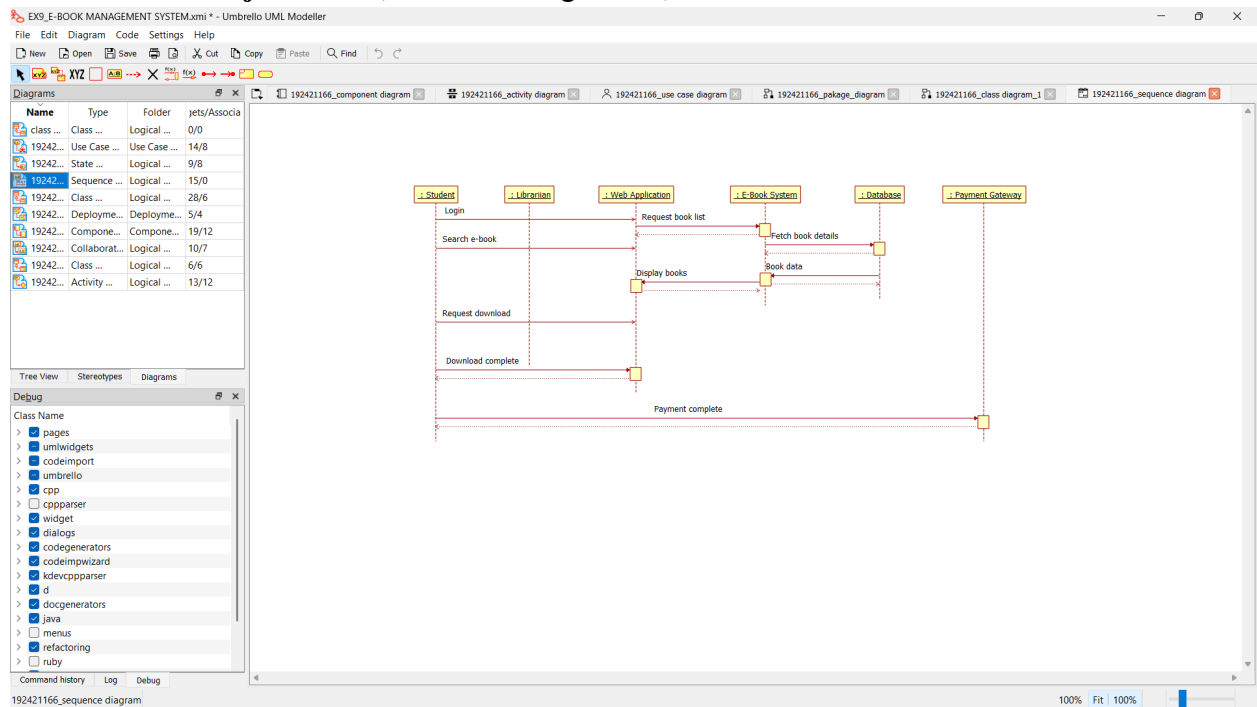 EX9_E-BOOK MANAGEMENT SYSTEM.xmi * - Umbrello UML Modeller
File Edit Diagram Code Settings Help
New Open Save Cut Copy Paste Find
XYZ XYZ A:B f(x) f(x)
Diagrams
192421166_component diagram 192421166_activity diagram 192421166_use case diagram 192421166_pakage_diagram 192421166_class diagram_1 192421166_sequence diagram
Name Type Folder jets/Associa
class ... Class ... Logical ... 0/0
19242... Use Case ... Use Case ... 14/8
19242... State ... Logical ... 9/8
19242... Sequence ... Logical ... 15/0
19242... Class ... Logical ... 28/6
19242... Deployme... Deployme... 5/4
19242... Compone... Compone... 19/12
19242... Collaborat... Logical ... 10/7
19242... Class ... Logical ... 6/6
19242... Activity ... Logical ... 13/12
Tree View Stereotypes Diagrams
: Student : Librariian : Web Application : E-Book System : Database : Payment Gateway
Login
Request book list
Search e-book
Fetch book details
Book data
Display books
Request download
Download complete
Payment complete
Debug
Class Name
pages
umlwidgets
codeimport
umbrello
cpp
cppparser
widget
dialogs
codegenerators
codeimpwizard
kdevcppparser
d
docgenerators
java
menus
refactoring
ruby
Command history Log Debug
192421166_sequence diagram
100% Fit 100%